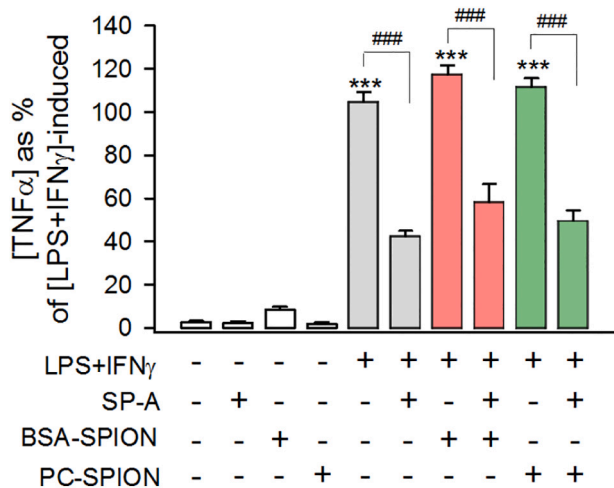 ### ### ###
140
120
100
80
60
40
20
0
[TNFα] as %
of [LPS+IFNγ]-induced
*** *** ***
LPS+IFNγ - - - - + + + + + +
SP-A - + - - - + - + - +
BSA-SPION - - + - - - + + - -
PC-SPION - - - + - - - - + +